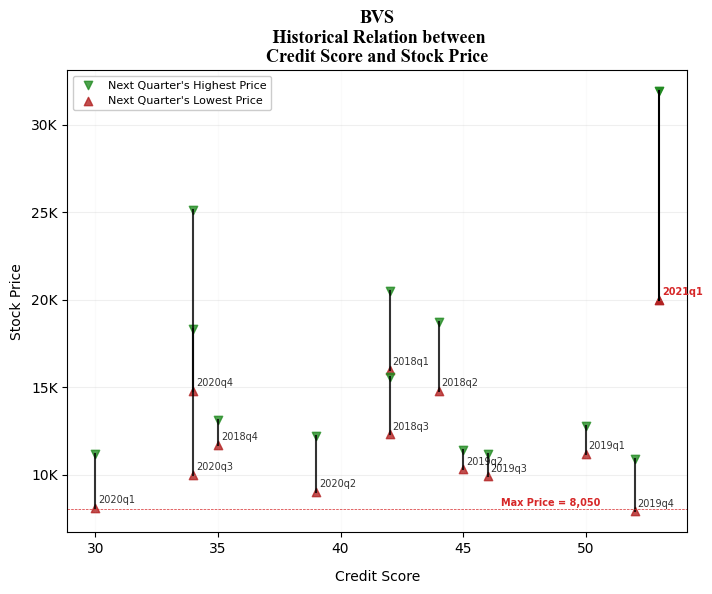 BVS
Historical Relation between
Credit Score and Stock Price
Next Quarter's Highest Price
Next Quarter's Lowest Price
30K
25K
20K
15K
10K
Stock Price
2021q1
2018q1
2018q2
2020q4
2018q3
2018q4
2019q1
2019q2
2019q3
2020q3
2020q2
2020q1
Max Price = 8,050
2019q4
30
35
40
45
50
Credit Score